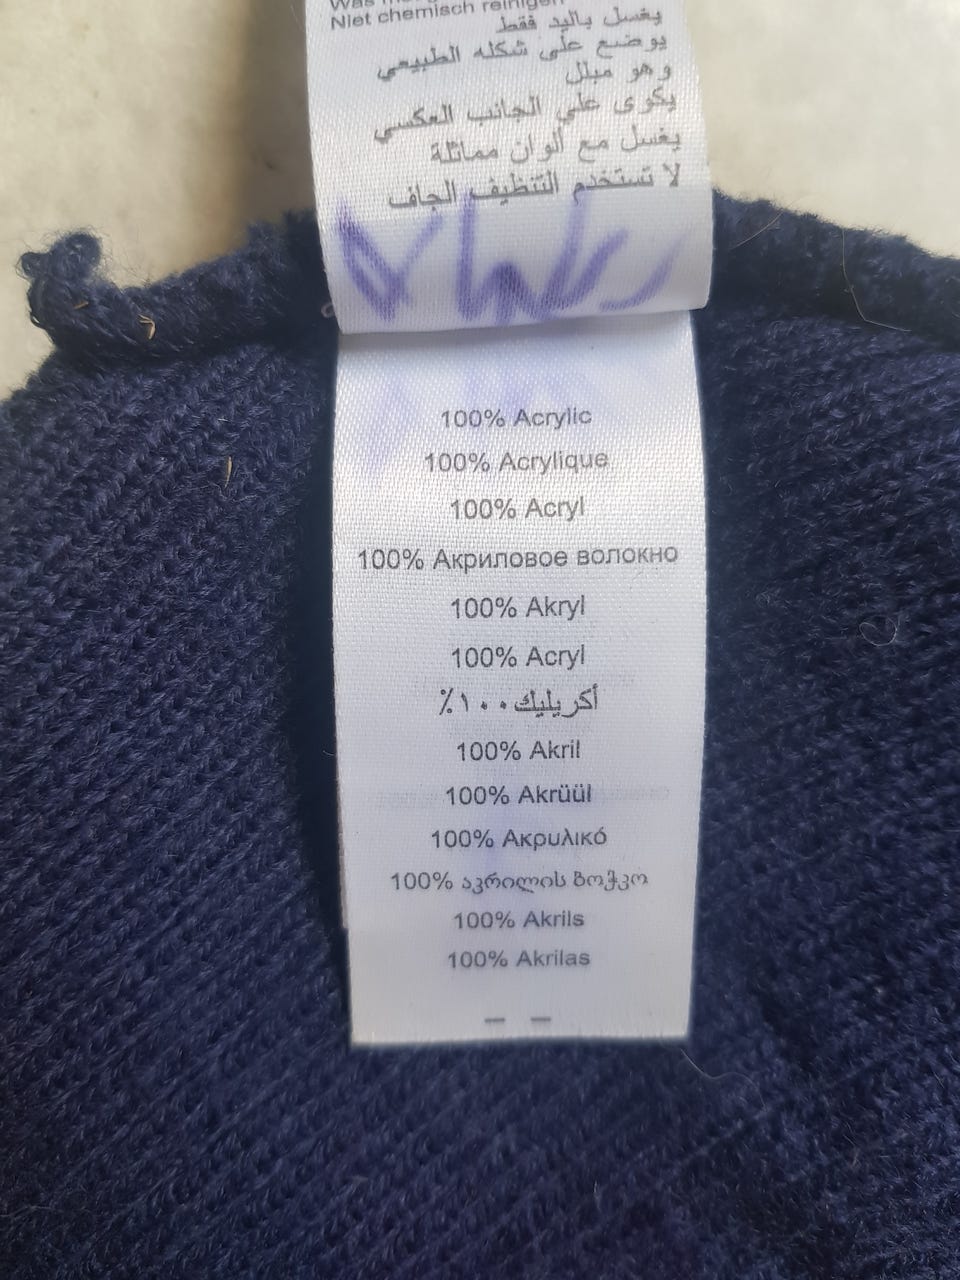 Niet chemisch reinigen
يغسل باليد فقط
يوضع على شكله الطبيعي
وهو مبلل
يكوى على الجانب العكسي
يغسل مع ألوان مماثلة
لا تستخدم التنظيف الجاف
100% Acrylic
100% Acrylique
100% Acryl
100% Акриловое волокно
100% Akryl
100% Acryl
أكريليك١٠٠٪
100% Akril
100% Akrüül
100% Ακρυλικό
100% აკრილის ბოჭკო
100% Akrils
100% Akrilas